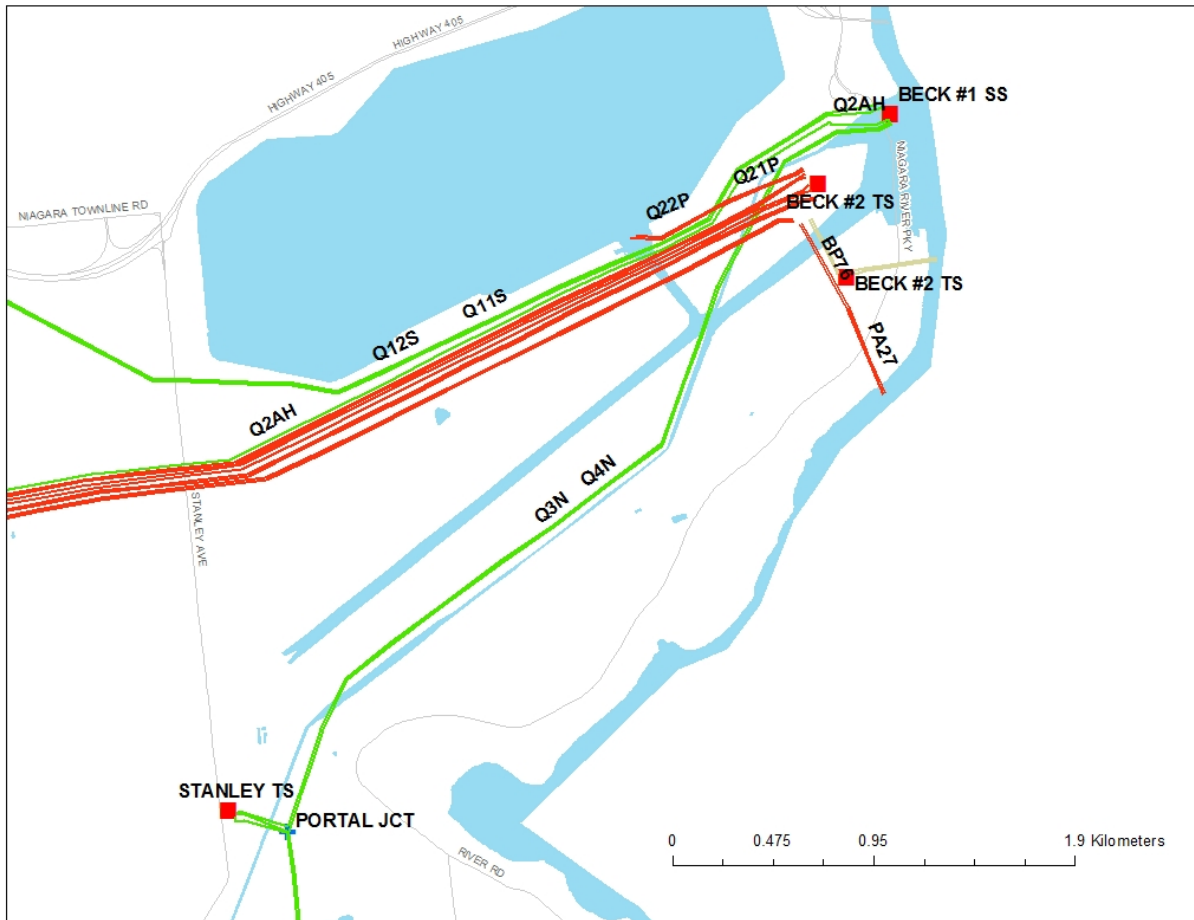 HIGHWAY 405
HIGHWAY 405
BECK #1 SS
Q2AH
NIAGARA RIVER PKY
Q21P
BECK #2 TS
Q22P
NIAGARA TOWNLINE RD
BP76
BECK #2 TS
Q11S
Q12S
PA27
Q2AH
Q4N
Q3N
STANLEY AVE
STANLEY TS
PORTAL JCT
RIVER RD
0 0.475 0.95 1.9 Kilometers